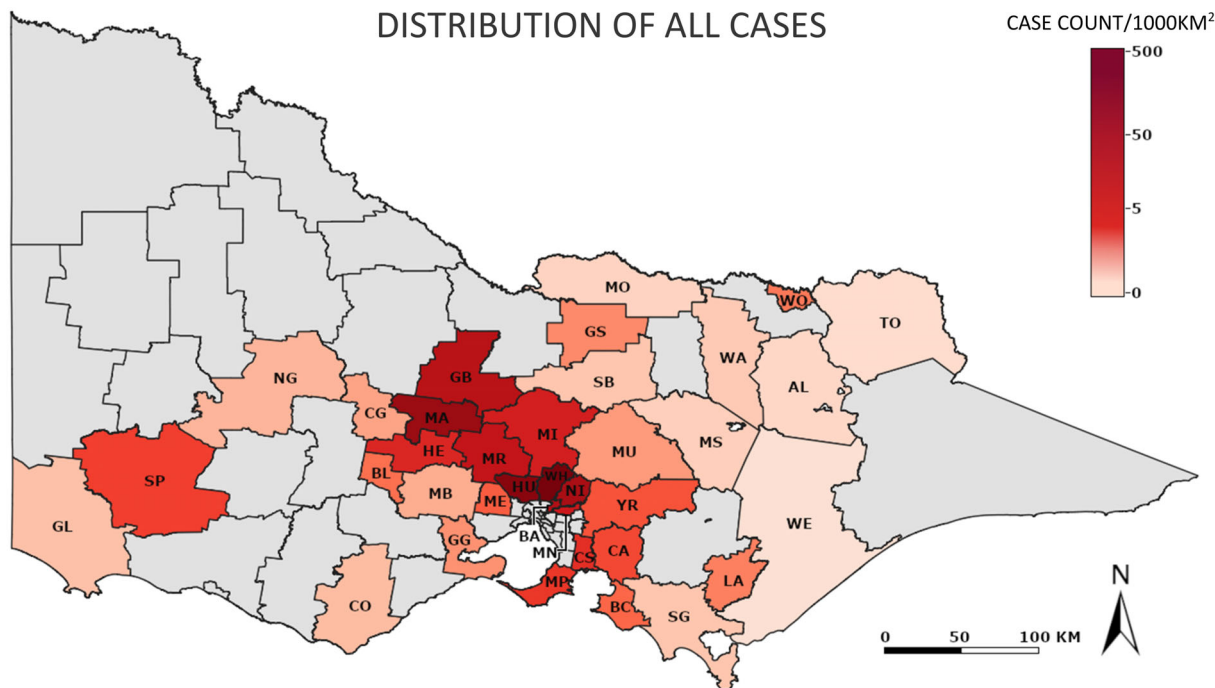 DISTRIBUTION OF ALL CASES
CASE COUNT/1000KM²
500
50
5
0
MO
WO
TO
GS
WA
NG
GB
SB
AL
CG
MA
MI
MS
HE
MR
MU
SP
BL
WH
HU
NI
MB
ME
YR
GL
WE
BA
GG
MN
CS
CA
MP
LA
N
CO
BC
SG
0 50 100 KM